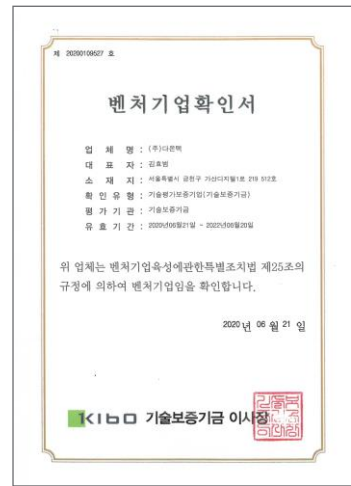 제 20200109527 호
벤처기업확인서
업 체 명 : (주)다온텍
대 표 자 : 김효범
소 재 지 : 서울특별시 금천구 가산디지털1로 219 512호
확 인 유 형 : 기술평가보증기업(기술보증기금)
평 가 기 관 : 기술보증기금
유 효 기 간 : 2020년06월21일 ~ 2022년06월20일
위 업체는 벤처기업육성에관한특별조치법 제25조의
규정에 의하여 벤처기업임을 확인합니다.
2020년 06 월 21 일
KIBO 기술보증기금 이사장